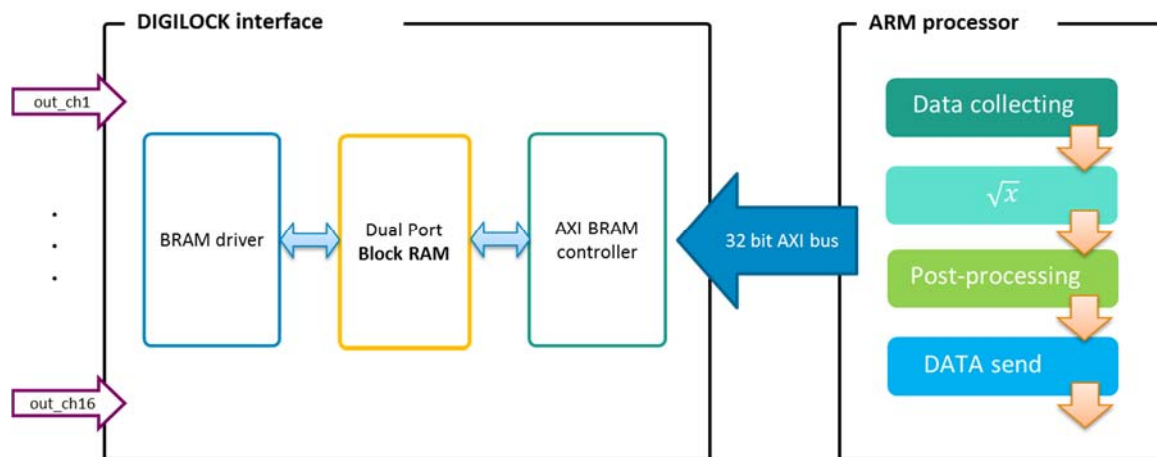 DIGILOCK interface
ARM processor
out_ch1
out_ch16
BRAM driver
Dual Port
Block RAM
AXI BRAM
controller
32 bit AXI bus
Data collecting
√x
Post-processing
DATA send